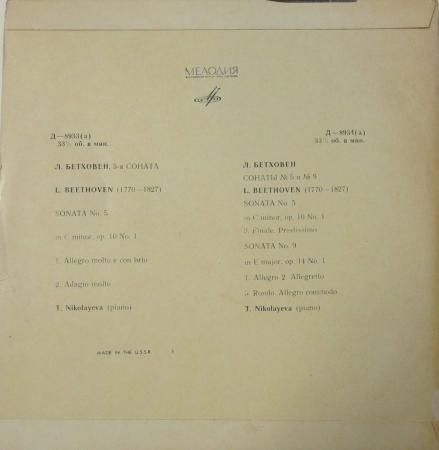 МЕЛОДИЯ
Д—8933(а)
33⅓ об. в мин.
Л. БЕТХОВЕН, 5-я СОНАТА
L. BEETHOVEN (1770—1827)
SONATA No. 5
in C minor, op. 10 No. 1
1. Allegro molto e con brio
2. Adagio molto
T. Nikolayeva (piano)
Д—8934(а)
33⅓ об. в мин.
Л. БЕТХОВЕН
СОНАТЫ № 5 и № 9
L. BEETHOVEN (1770—1827)
SONATA No. 5
in C minor, op. 10 No. 1
3. Finale. Prestissimo
SONATA No. 9
in E major, op. 14 No. 1
1. Allegro 2. Allegretto
3. Rondo. Allegro commodo
T. Nikolayeva (piano)
MADE IN THE U.S.S.R.